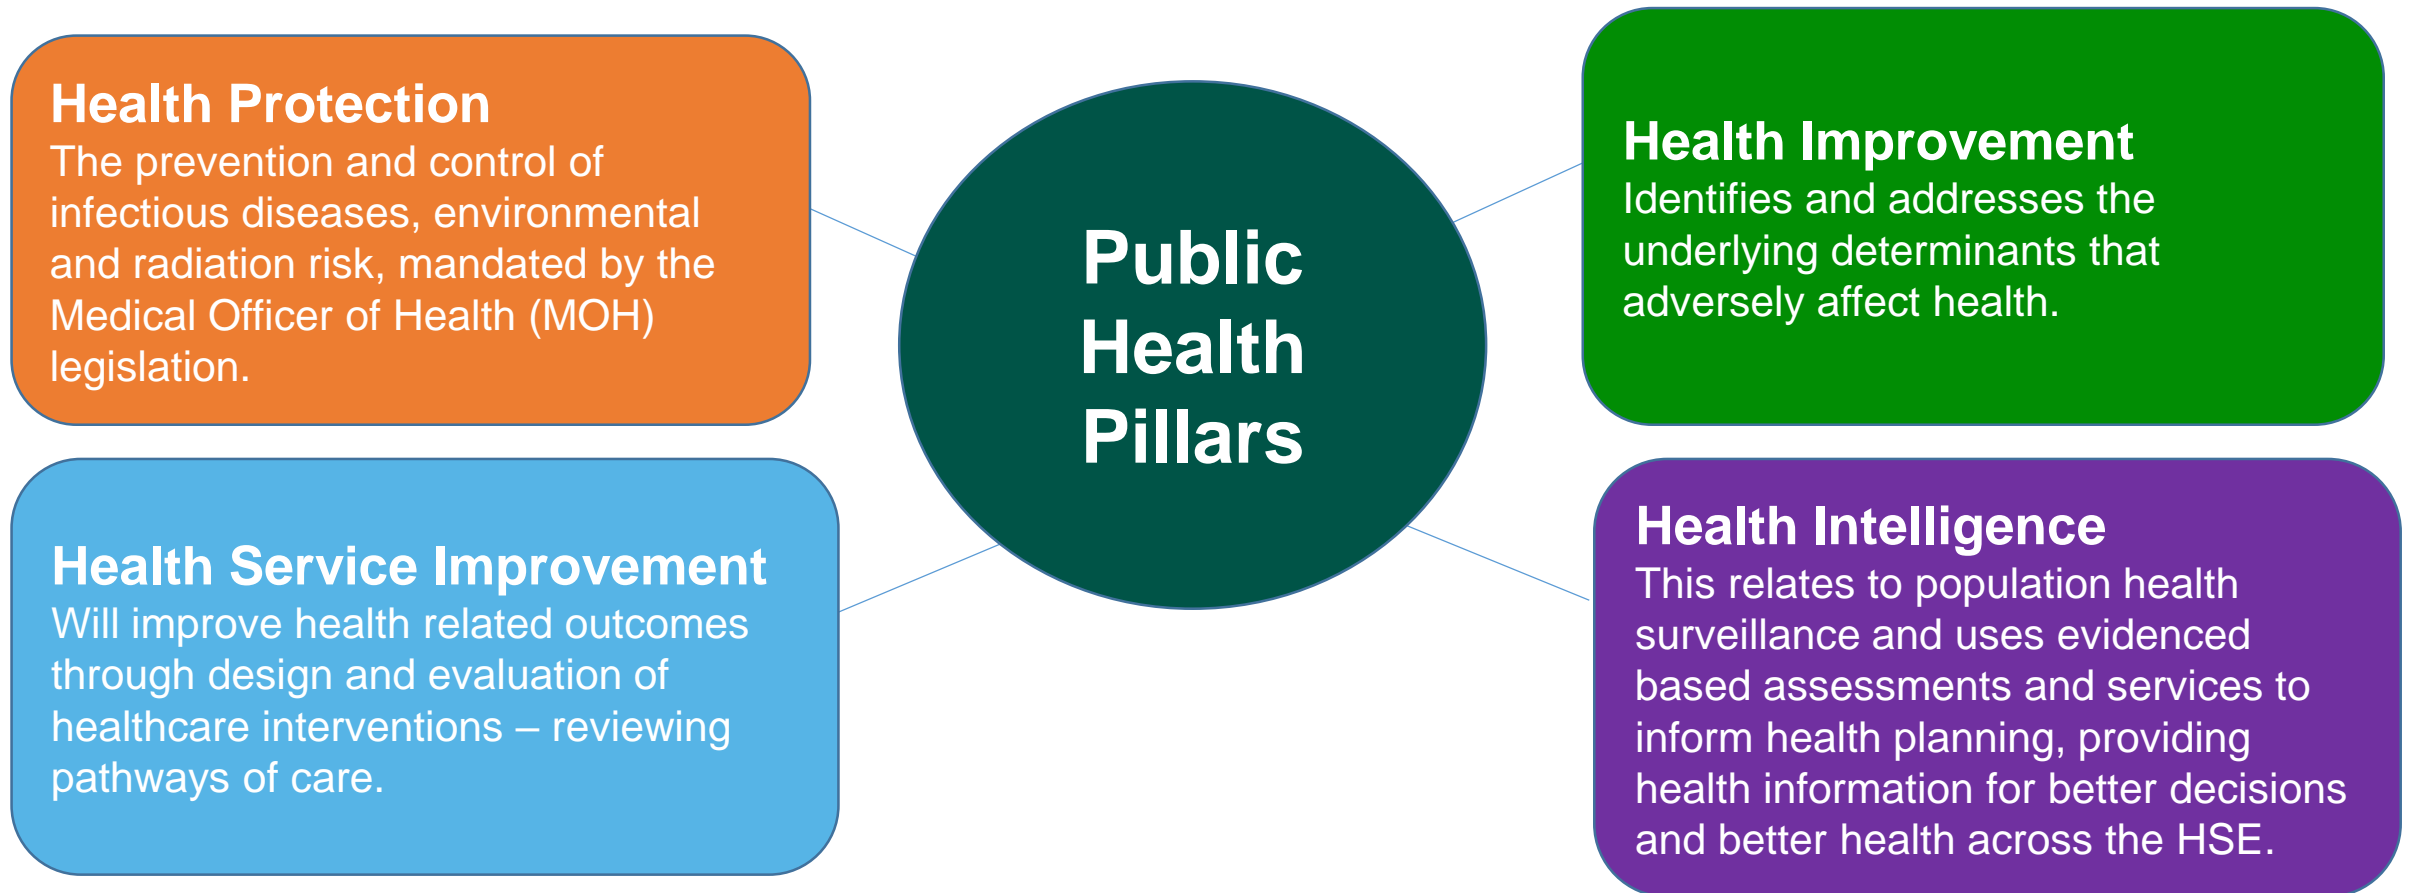 Health Protection
The prevention and control of
infectious diseases, environmental
and radiation risk, mandated by the
Medical Officer of Health (MOH)
legislation.
Public
Health
Pillars
Health Improvement
Identifies and addresses the
underlying determinants that
adversely affect health.
Health Service Improvement
Will improve health related outcomes
through design and evaluation of
healthcare interventions – reviewing
pathways of care.
Health Intelligence
This relates to population health
surveillance and uses evidenced
based assessments and services to
inform health planning, providing
health information for better decisions
and better health across the HSE.